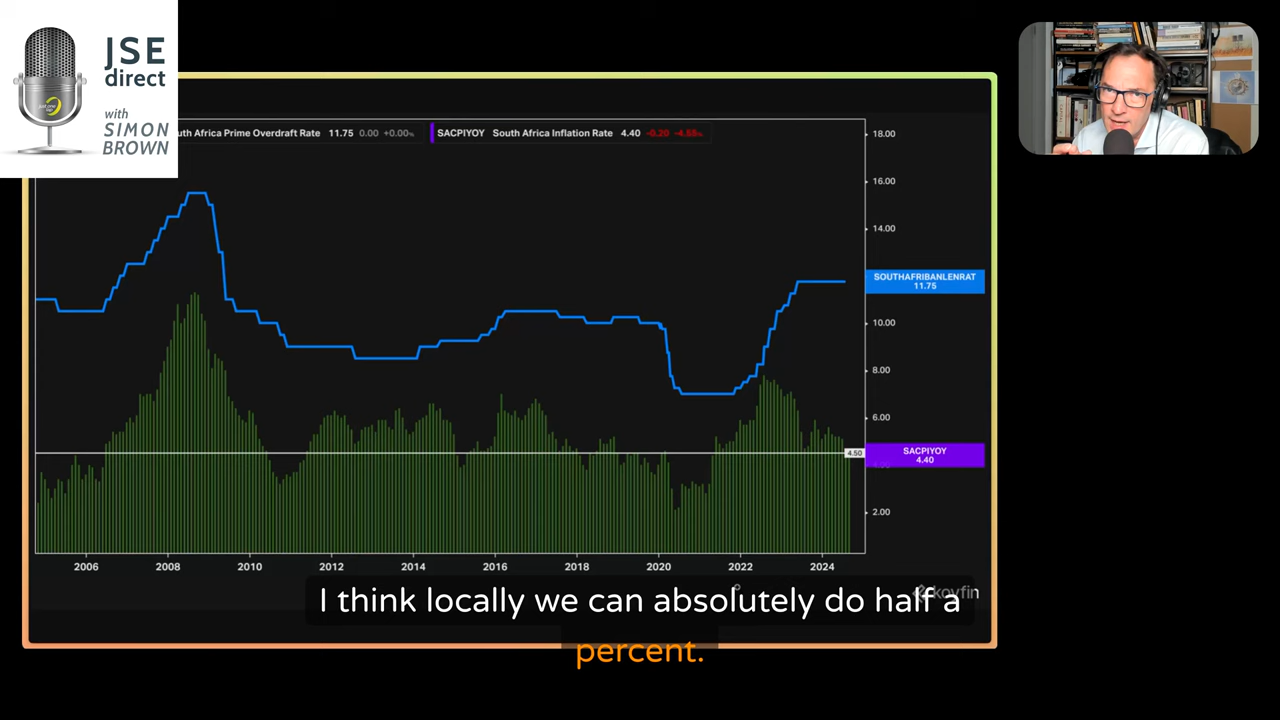 JSE
direct
with
SIMON
BROWN
uth Africa Prime Overdraft Rate 11.75 0.00 +0.00%
SACPIYOY South Africa Inflation Rate 4.40 -0.20 -4.55%
18.00
16.00
14.00
SOUTHAFRIBANLENRAT
11.75
10.00
8.00
6.00
4.50
SACPIYOY
4.40
2.00
2006 2008 2010 2012 2014 2016 2018 2020 2022 2024
koyfin
I think locally we can absolutely do half a
percent.